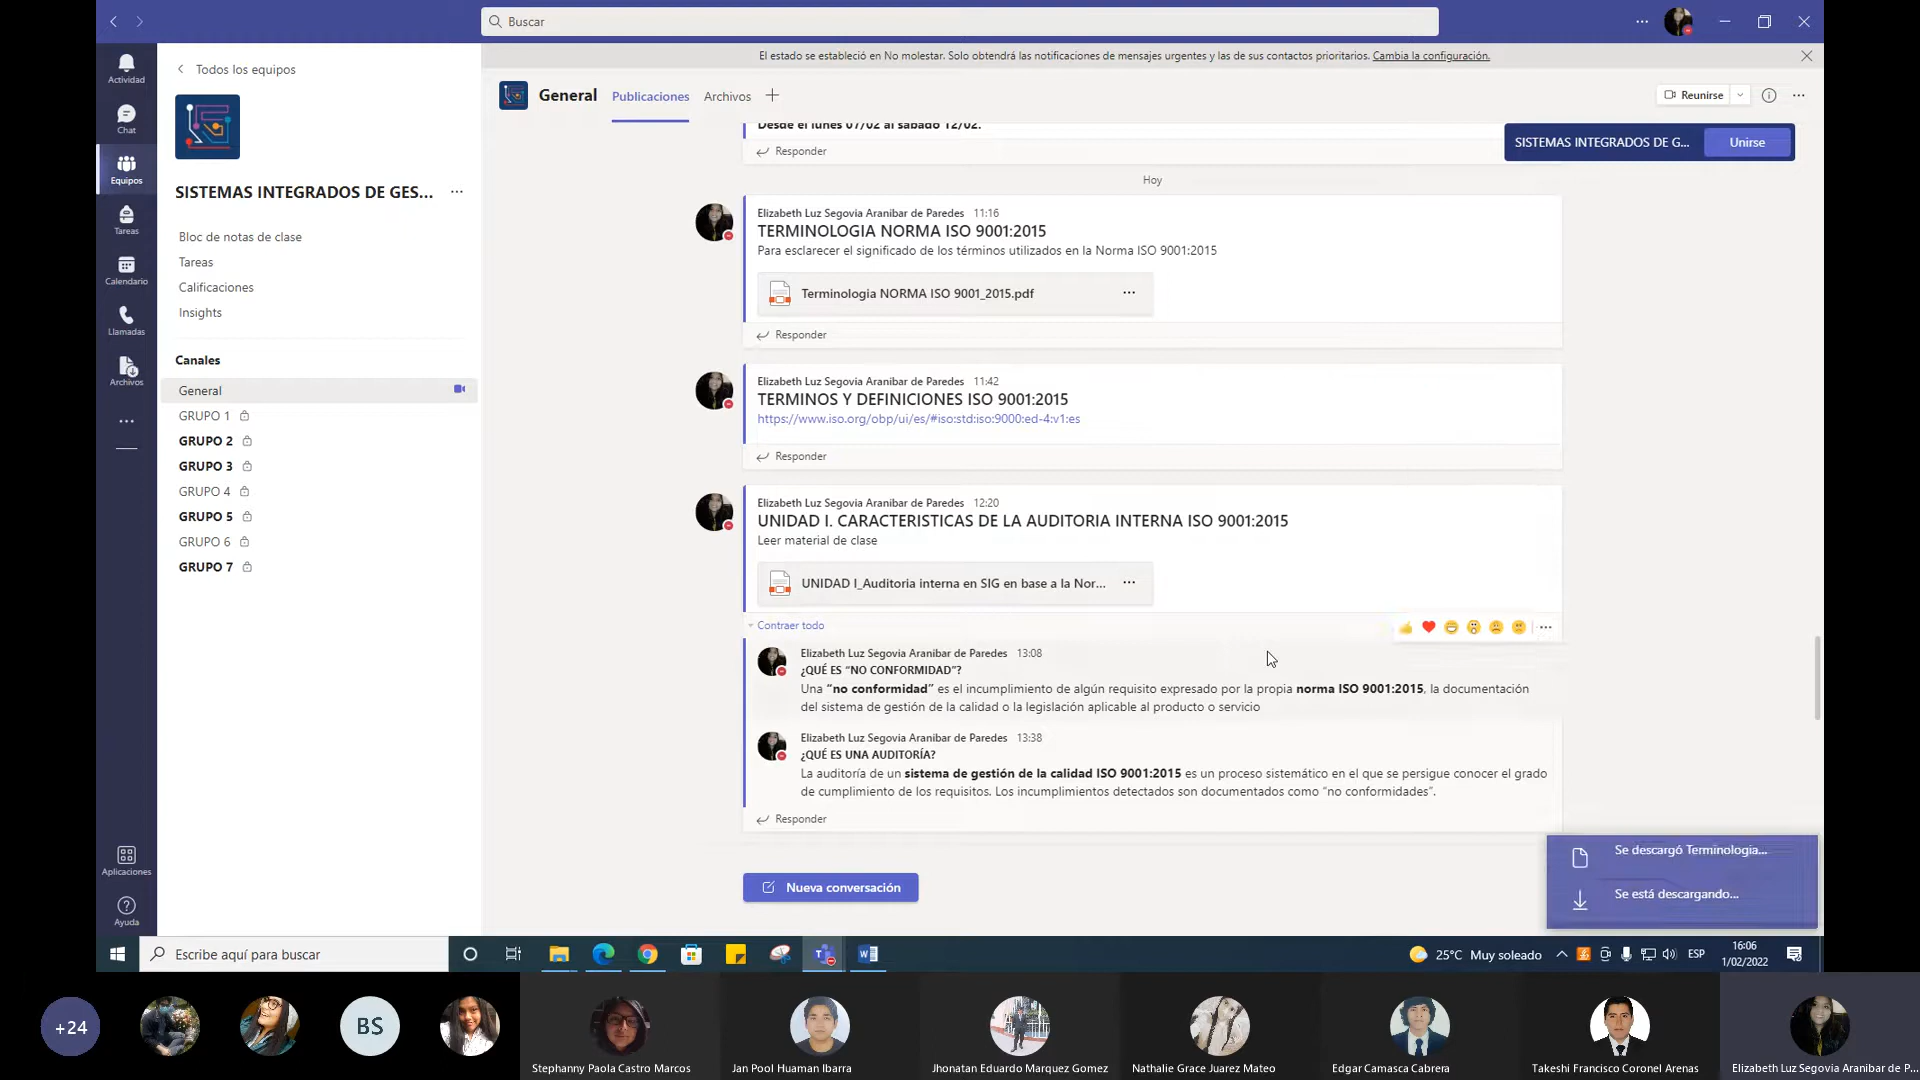 Buscar
El estado se estableció en No molestar. Solo obtendrá las notificaciones de mensajes urgentes y las de sus contactos prioritarios. Cambia la configuración.
Actividad
Chat
Equipos
Tareas
Calendario
Llamadas
Archivos
Aplicaciones
Ayuda
Todos los equipos
SISTEMAS INTEGRADOS DE GES...
Bloc de notas de clase
Tareas
Calificaciones
Insights
Canales
General
GRUPO 1
GRUPO 2
GRUPO 3
GRUPO 4
GRUPO 5
GRUPO 6
GRUPO 7
General Publicaciones Archivos
Reunirse
SISTEMAS INTEGRADOS DE G... Unirse
Desde el lunes 07/02 al sábado 12/02.
Responder
Hoy
Elizabeth Luz Segovia Aranibar de Paredes 11:16
TERMINOLOGIA NORMA ISO 9001:2015
Para esclarecer el significado de los términos utilizados en la Norma ISO 9001:2015
Terminologia NORMA ISO 9001_2015.pdf
Responder
Elizabeth Luz Segovia Aranibar de Paredes 11:42
TERMINOS Y DEFINICIONES ISO 9001:2015
https://www.iso.org/obp/ui/es/#iso:std:iso:9000:ed-4:v1:es
Responder
Elizabeth Luz Segovia Aranibar de Paredes 12:20
UNIDAD I. CARACTERISTICAS DE LA AUDITORIA INTERNA ISO 9001:2015
Leer material de clase
UNIDAD I_Auditoria interna en SIG en base a la Nor...
Contraer todo
Elizabeth Luz Segovia Aranibar de Paredes 13:08
¿QUÉ ES “NO CONFORMIDAD”?
Una “no conformidad” es el incumplimiento de algún requisito expresado por la propia norma ISO 9001:2015, la documentación
del sistema de gestión de la calidad o la legislación aplicable al producto o servicio
Elizabeth Luz Segovia Aranibar de Paredes 13:38
¿QUÉ ES UNA AUDITORÍA?
La auditoría de un sistema de gestión de la calidad ISO 9001:2015 es un proceso sistemático en el que se persigue conocer el grado
de cumplimiento de los requisitos. Los incumplimientos detectados son documentados como “no conformidades”.
Responder
Nueva conversación
Se descargó Terminologia...
Se está descargando...
Escribe aquí para buscar
25°C Muy soleado
ESP
16:06
1/02/2022
+24
BS
Stephanny Paola Castro Marcos
Jan Pool Huaman Ibarra
Jhonatan Eduardo Marquez Gomez
Nathalie Grace Juarez Mateo
Edgar Camasca Cabrera
Takeshi Francisco Coronel Arenas
Elizabeth Luz Segovia Aranibar de P...